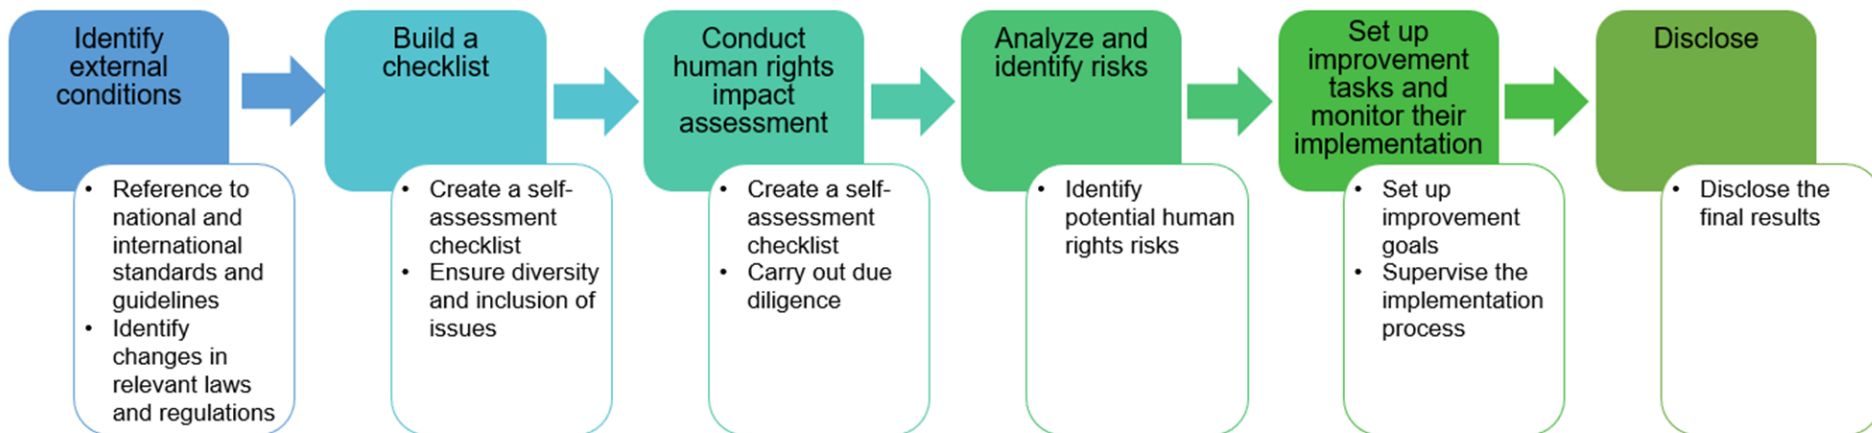 Identify
external
conditions
• Reference to
national and
international
standards and
guidelines
• Identify
changes in
relevant laws
and regulations
Build a
checklist
• Create a self-
assessment
checklist
• Ensure diversity
and inclusion of
issues
Conduct
human rights
impact
assessment
• Create a self-
assessment
checklist
• Carry out due
diligence
Analyze and
identify risks
• Identify
potential human
rights risks
Set up
improvement
tasks and
monitor their
implementation
• Set up
improvement
goals
• Supervise the
implementation
process
Disclose
• Disclose the
final results